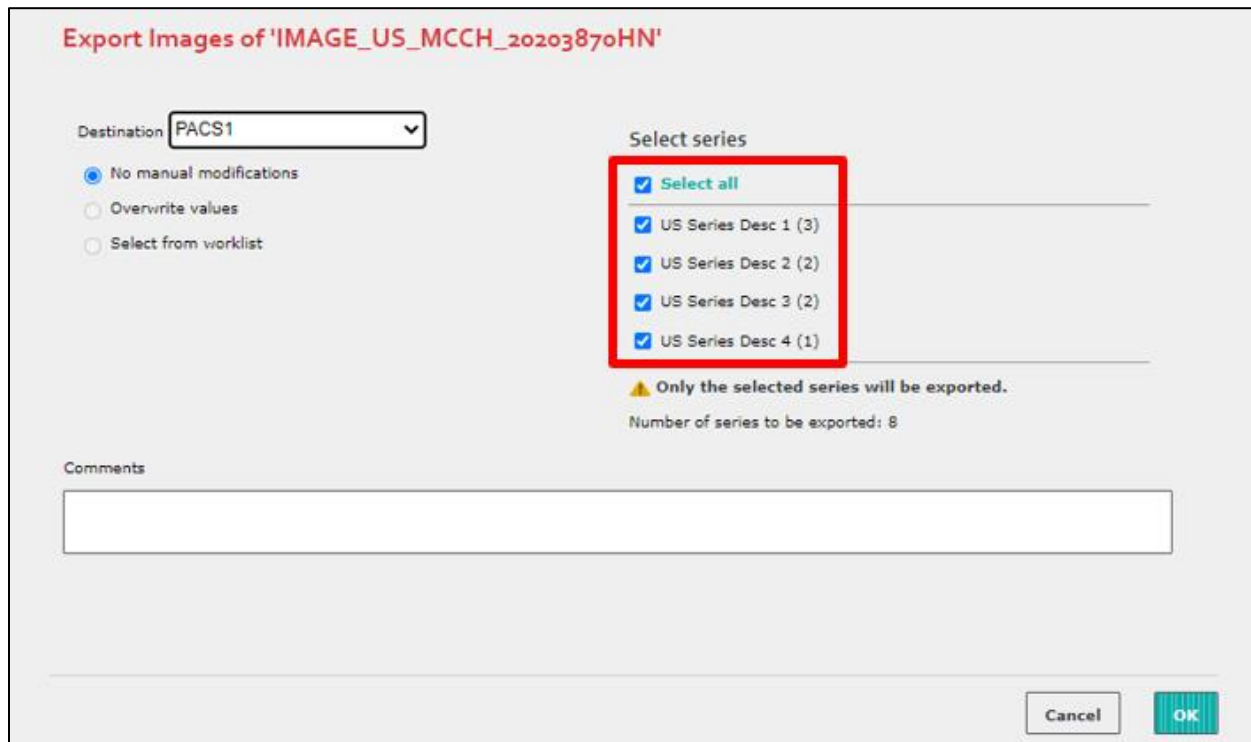 Export Images of 'IMAGE_US_MCCH_20203870HN'
Destination PACS1
No manual modifications
Overwrite values
Select from worklist
Select series
Select all
US Series Desc 1 (3)
US Series Desc 2 (2)
US Series Desc 3 (2)
US Series Desc 4 (1)
Only the selected series will be exported.
Number of series to be exported: 8
Comments
Cancel
OK